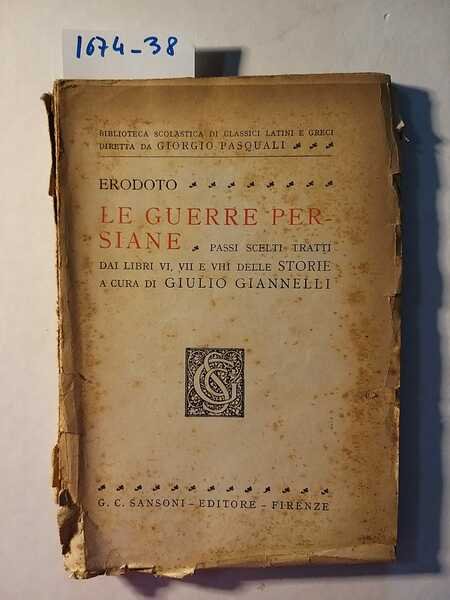 1674-38
BIBLIOTECA SCOLASTICA DI CLASSICI LATINI E GRECI
DIRETTA DA GIORGIO PASQUALI
ERODOTO
LE GUERRE PER-
SIANE PASSI SCELTI TRATTI
DAI LIBRI VI, VII E VIII DELLE STORIE
A CURA DI GIULIO GIANNELLI
G. C. SANSONI - EDITORE - FIRENZE